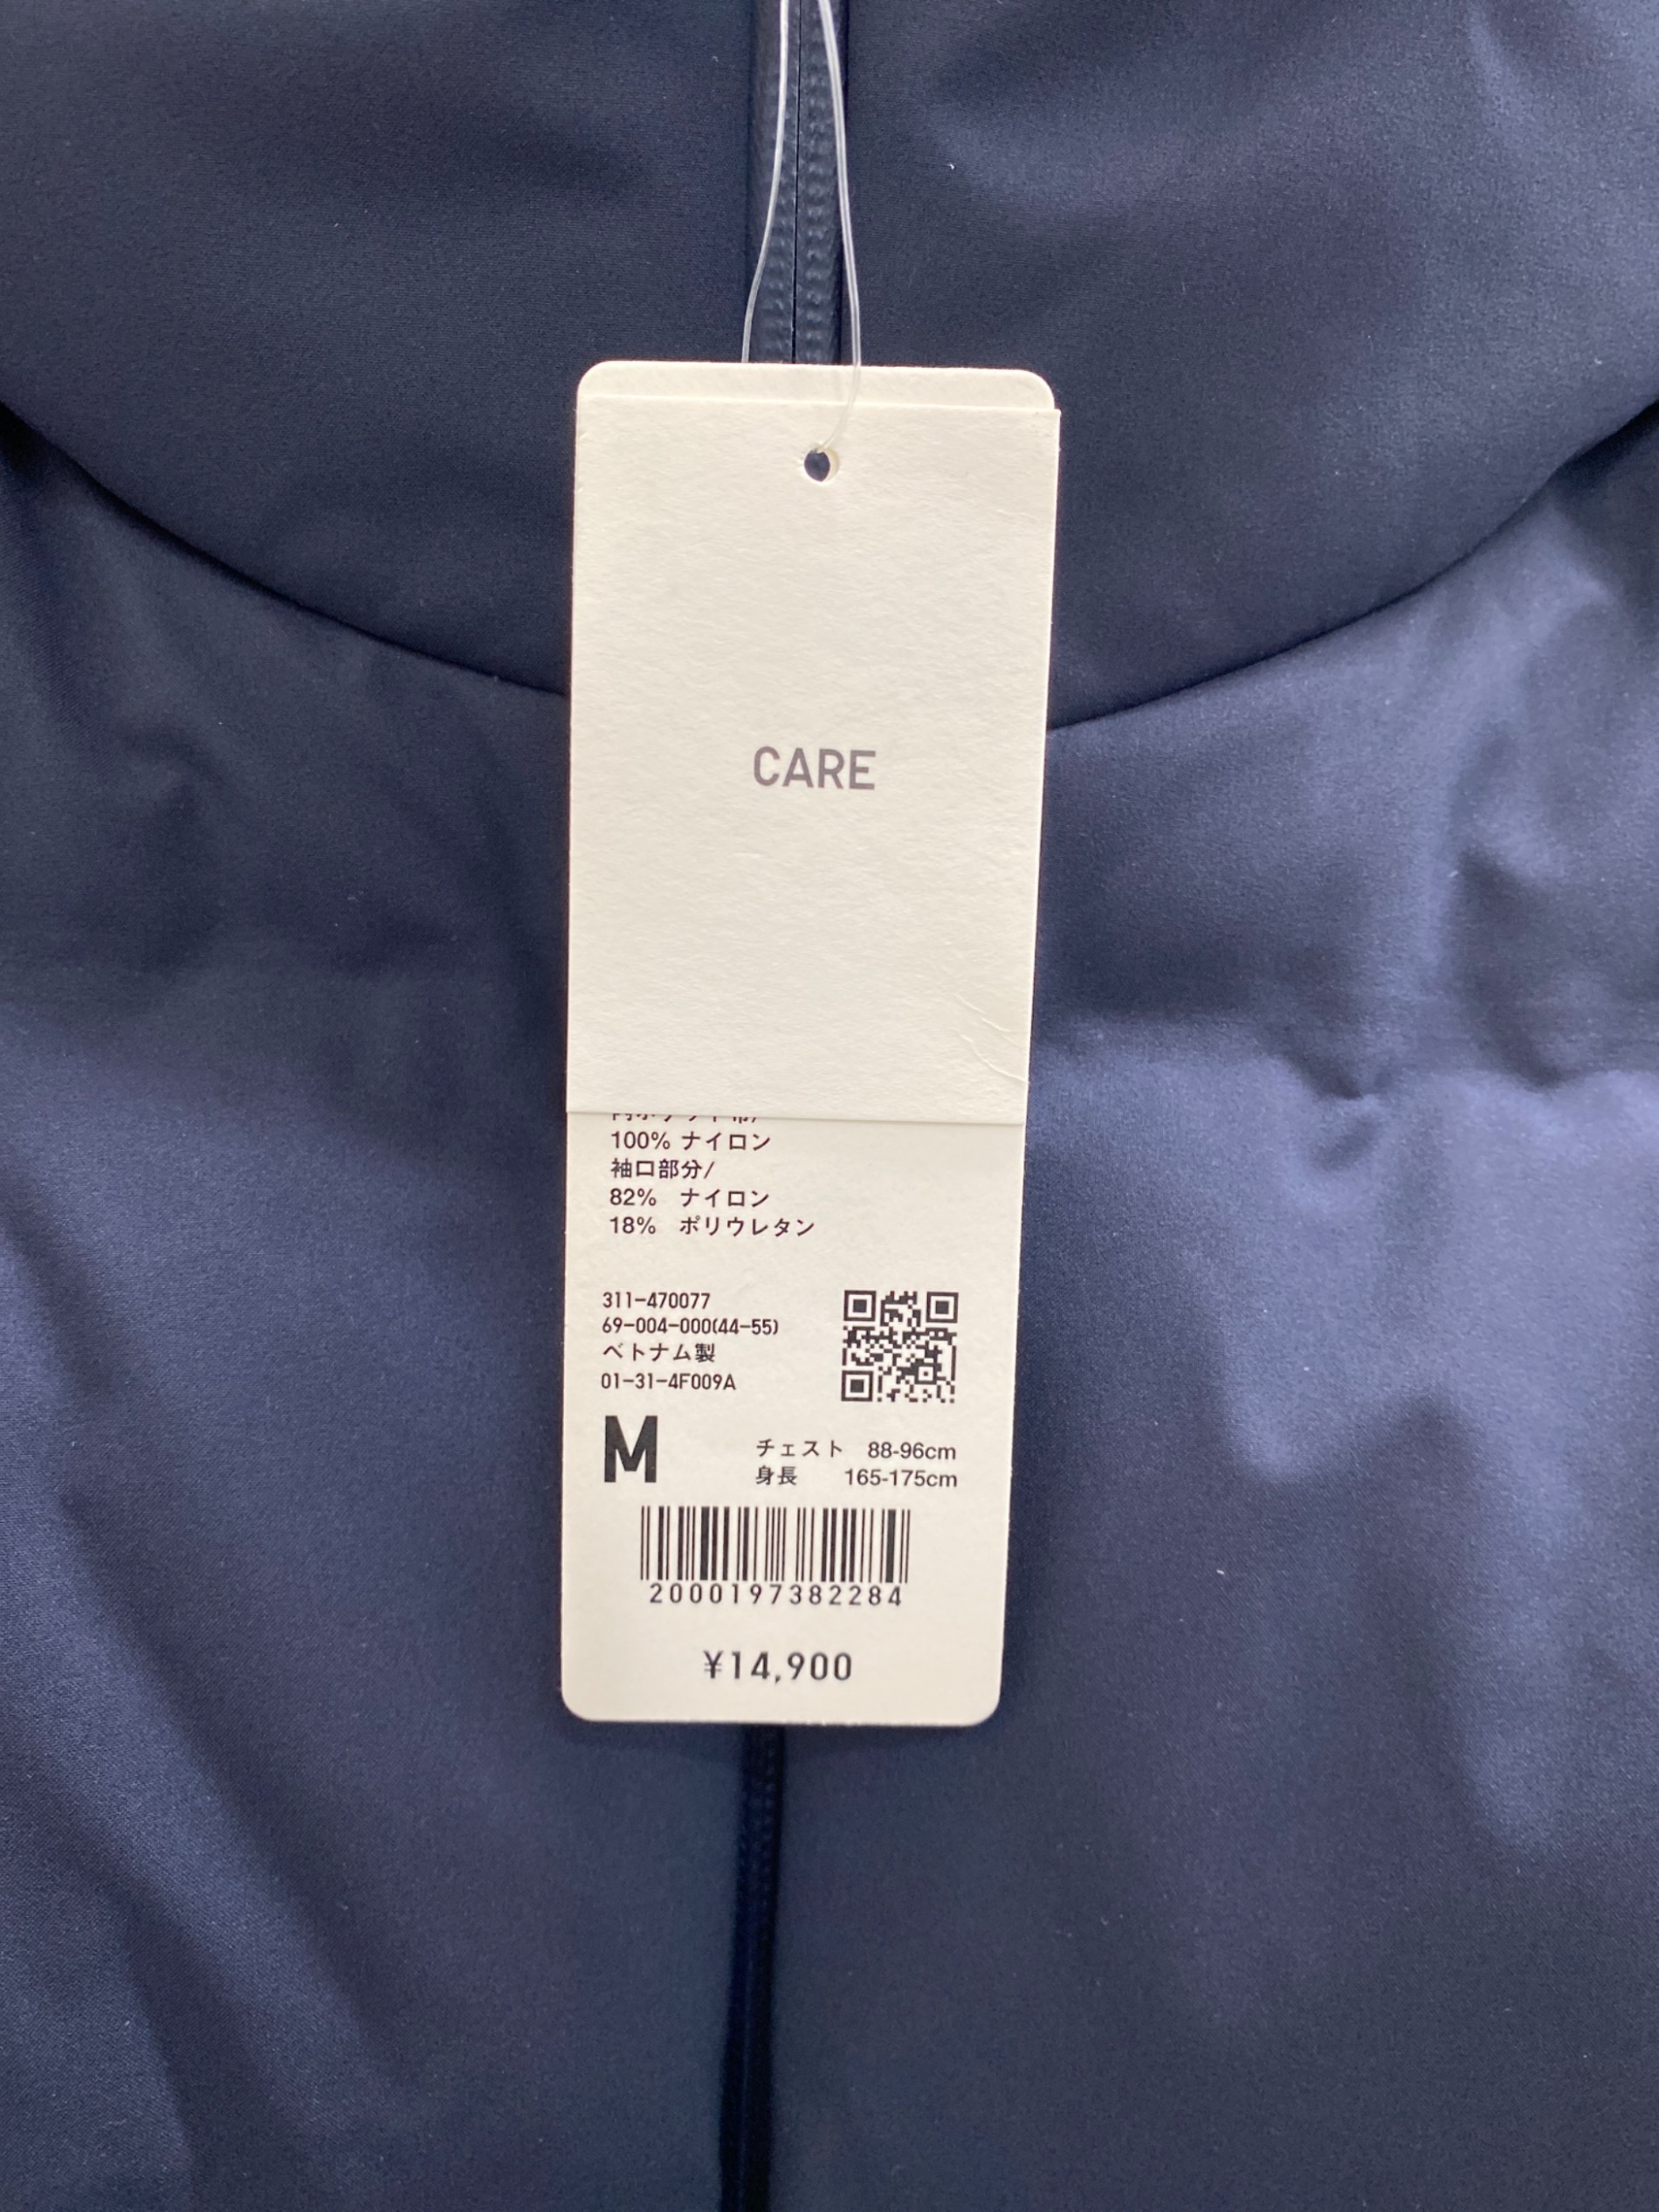 CARE
100% ナイロン
袖口部分/
82% ナイロン
18% ポリウレタン
311-470077
69-004-000(44-55)
ベトナム製
01-31-4F009A
M
チェスト 88-96cm
身長 165-175cm
2000197382284
¥14,900